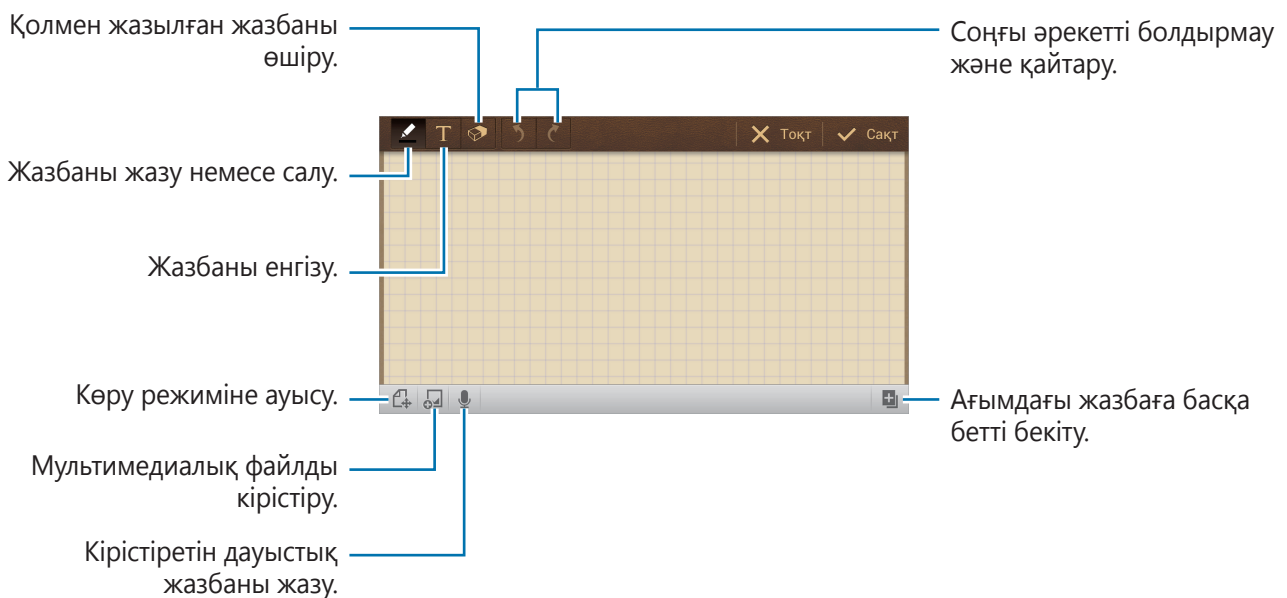 Қолмен жазылған жазбаны
өшіру.
Соңғы әрекетті болдырмау
және қайтару.
T
Тоқт
Сақт
Жазбаны жазу немесе салу.
Жазбаны енгізу.
Көру режиміне ауысу.
Ағымдағы жазбаға басқа
бетті бекіту.
Мультимедиалық файлды
кірістіру.
Кірістіретін дауыстық
жазбаны жазу.